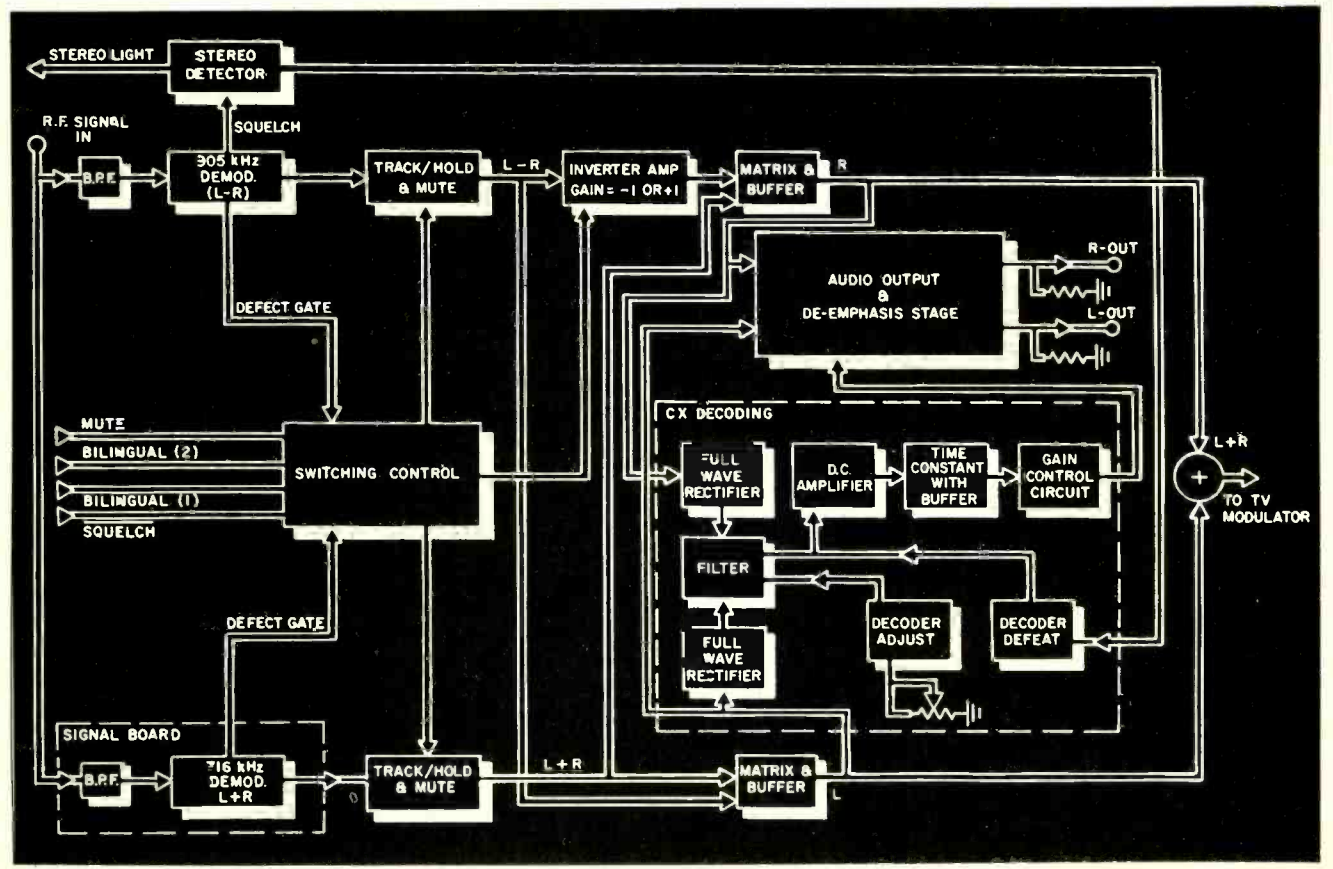 STEREO LIGHT
STEREO
DETECTOR
R.F. SIGNAL
IN
SQUELCH
B.P.F.
305 kHz
DEMOD.
(L-R)
TRACK/HOLD
& MUTE
L-R
INVERTER AMP
GAIN = -1 OR +1
MATRIX &
BUFFER
R
AUDIO OUTPUT
&
DE-EMPHASIS STAGE
R-OUT
L-OUT
DEFECT GATE
MUTE
BILINGUAL (2)
BILINGUAL (1)
SQUELCH
SWITCHING CONTROL
CX DECODING
FULL
WAVE
RECTIFIER
D.C.
AMPLIFIER
TIME
CONSTANT
WITH
BUFFER
GAIN
CONTROL
CIRCUIT
L+R
+
TO TV
MODULATOR
FILTER
FULL
WAVE
RECTIFIER
DECODER
ADJUST
DECODER
DEFEAT
DEFECT GATE
SIGNAL BOARD
B.P.F.
716 kHz
DEMOD.
L+R
TRACK/HOLD
& MUTE
L+R
MATRIX &
BUFFER
L